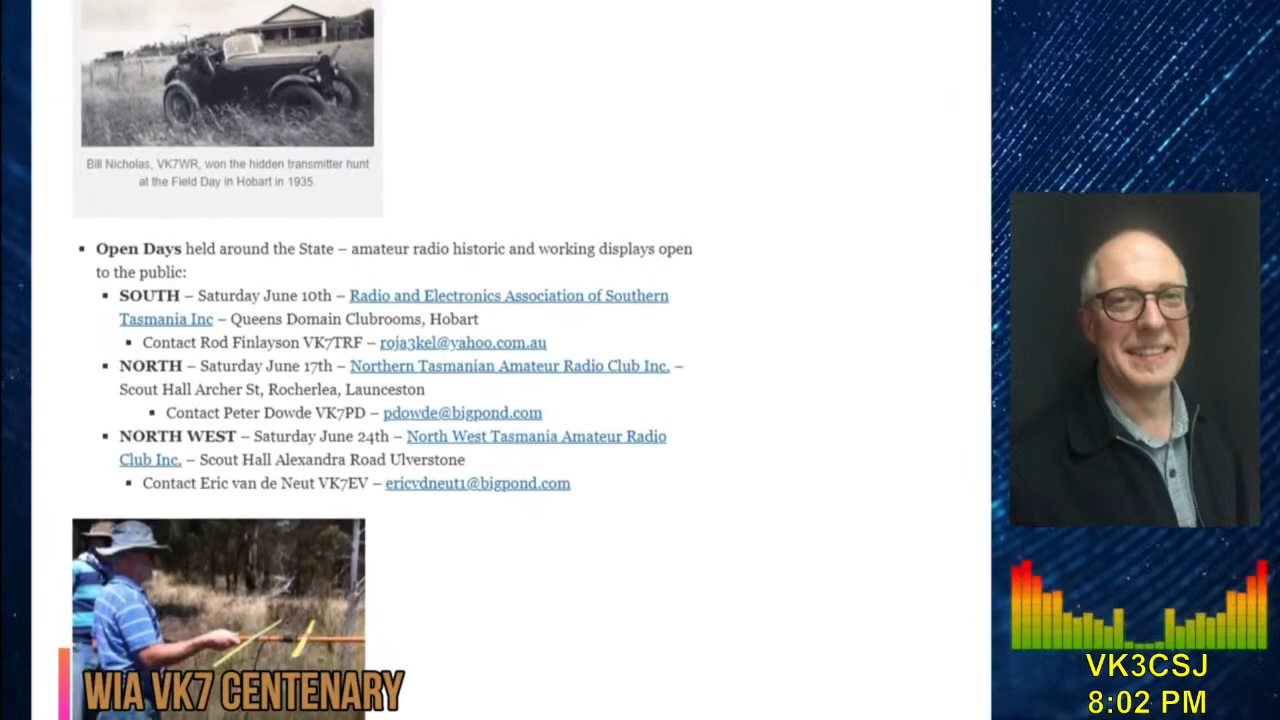 Bill Nicholas, VK7WR, won the hidden transmitter hunt
at the Field Day in Hobart in 1935.
▪ Open Days held around the State – amateur radio historic and working displays open
to the public:
▪ SOUTH – Saturday June 10th – Radio and Electronics Association of Southern
Tasmania Inc – Queens Domain Clubrooms, Hobart
▪ Contact Rod Finlayson VK7TRF – roja3kel@yahoo.com.au
▪ NORTH – Saturday June 17th – Northern Tasmanian Amateur Radio Club Inc. –
Scout Hall Archer St, Rocherlea, Launceston
▪ Contact Peter Dowde VK7PD – pdowde@bigpond.com
▪ NORTH WEST – Saturday June 24th – North West Tasmania Amateur Radio
Club Inc. – Scout Hall Alexandra Road Ulverstone
▪ Contact Eric van de Neut VK7EV – ericvdneut1@bigpond.com
WIA VK7 CENTENARY
VK3CSJ
8:02 PM